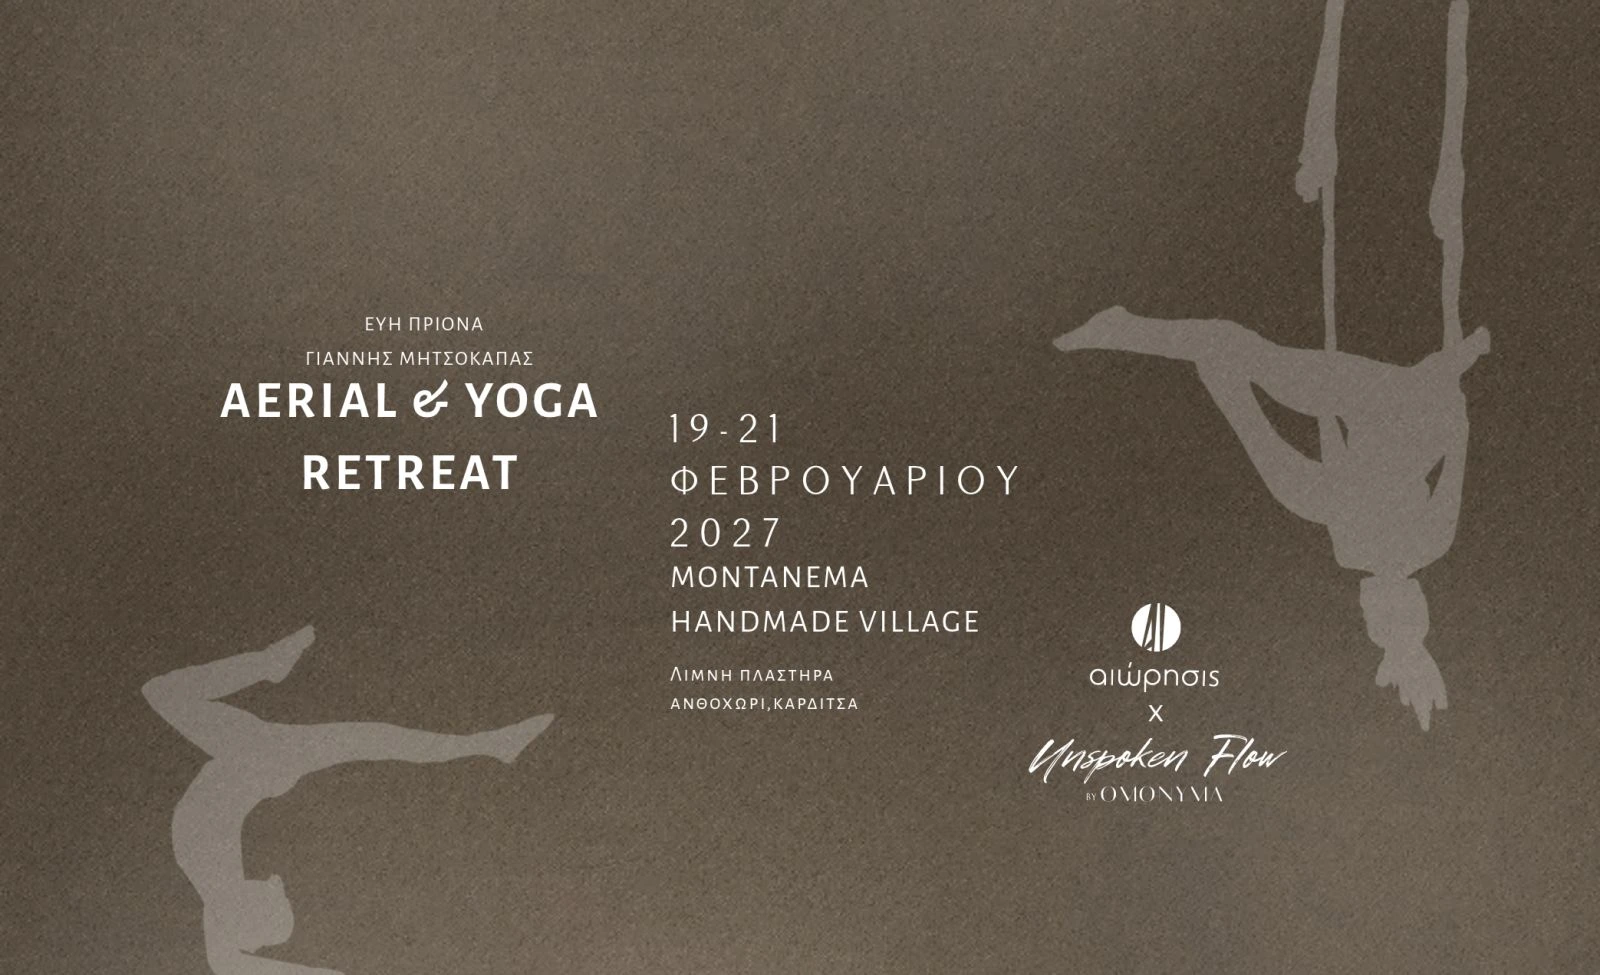 ΕΥΗ ΠΡΙΟΝΑ
ΓΙΑΝΝΗΣ ΜΗΤΣΟΚΑΠΑΣ
AERIAL & YOGA
RETREAT
19-21
ΦΕΒΡΟΥΑΡΙΟΥ
2027
MONTANEMA
HANDMADE VILLAGE
ΛΙΜΝΗ ΠΛΑΣΤΗΡΑ
ΑΝΘΟΧΩΡΙ,ΚΑΡΔΙΤΣΑ
αιώρησις
x
Unspoken Flow
BY OMONYMA